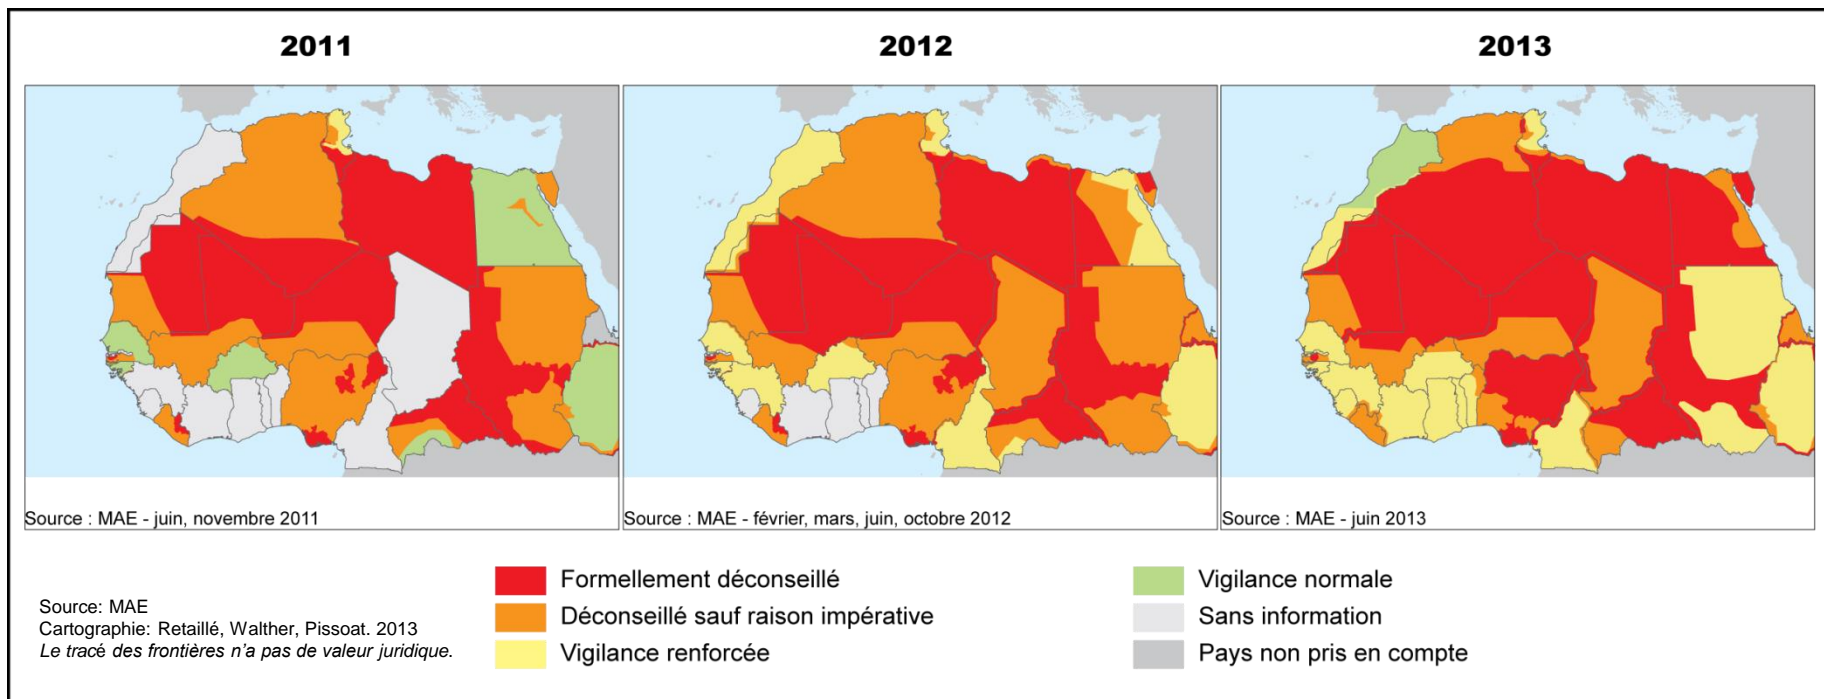 2011
2012
2013
Source : MAE - juin, novembre 2011
Source : MAE - février, mars, juin, octobre 2012
Source : MAE - juin 2013
Source: MAE
Cartographie: Retaillé, Walther, Pissoat. 2013
Le tracé des frontières n'a pas de valeur juridique.
Formellement déconseillé
Déconseillé sauf raison impérative
Vigilance renforcée
Vigilance normale
Sans information
Pays non pris en compte